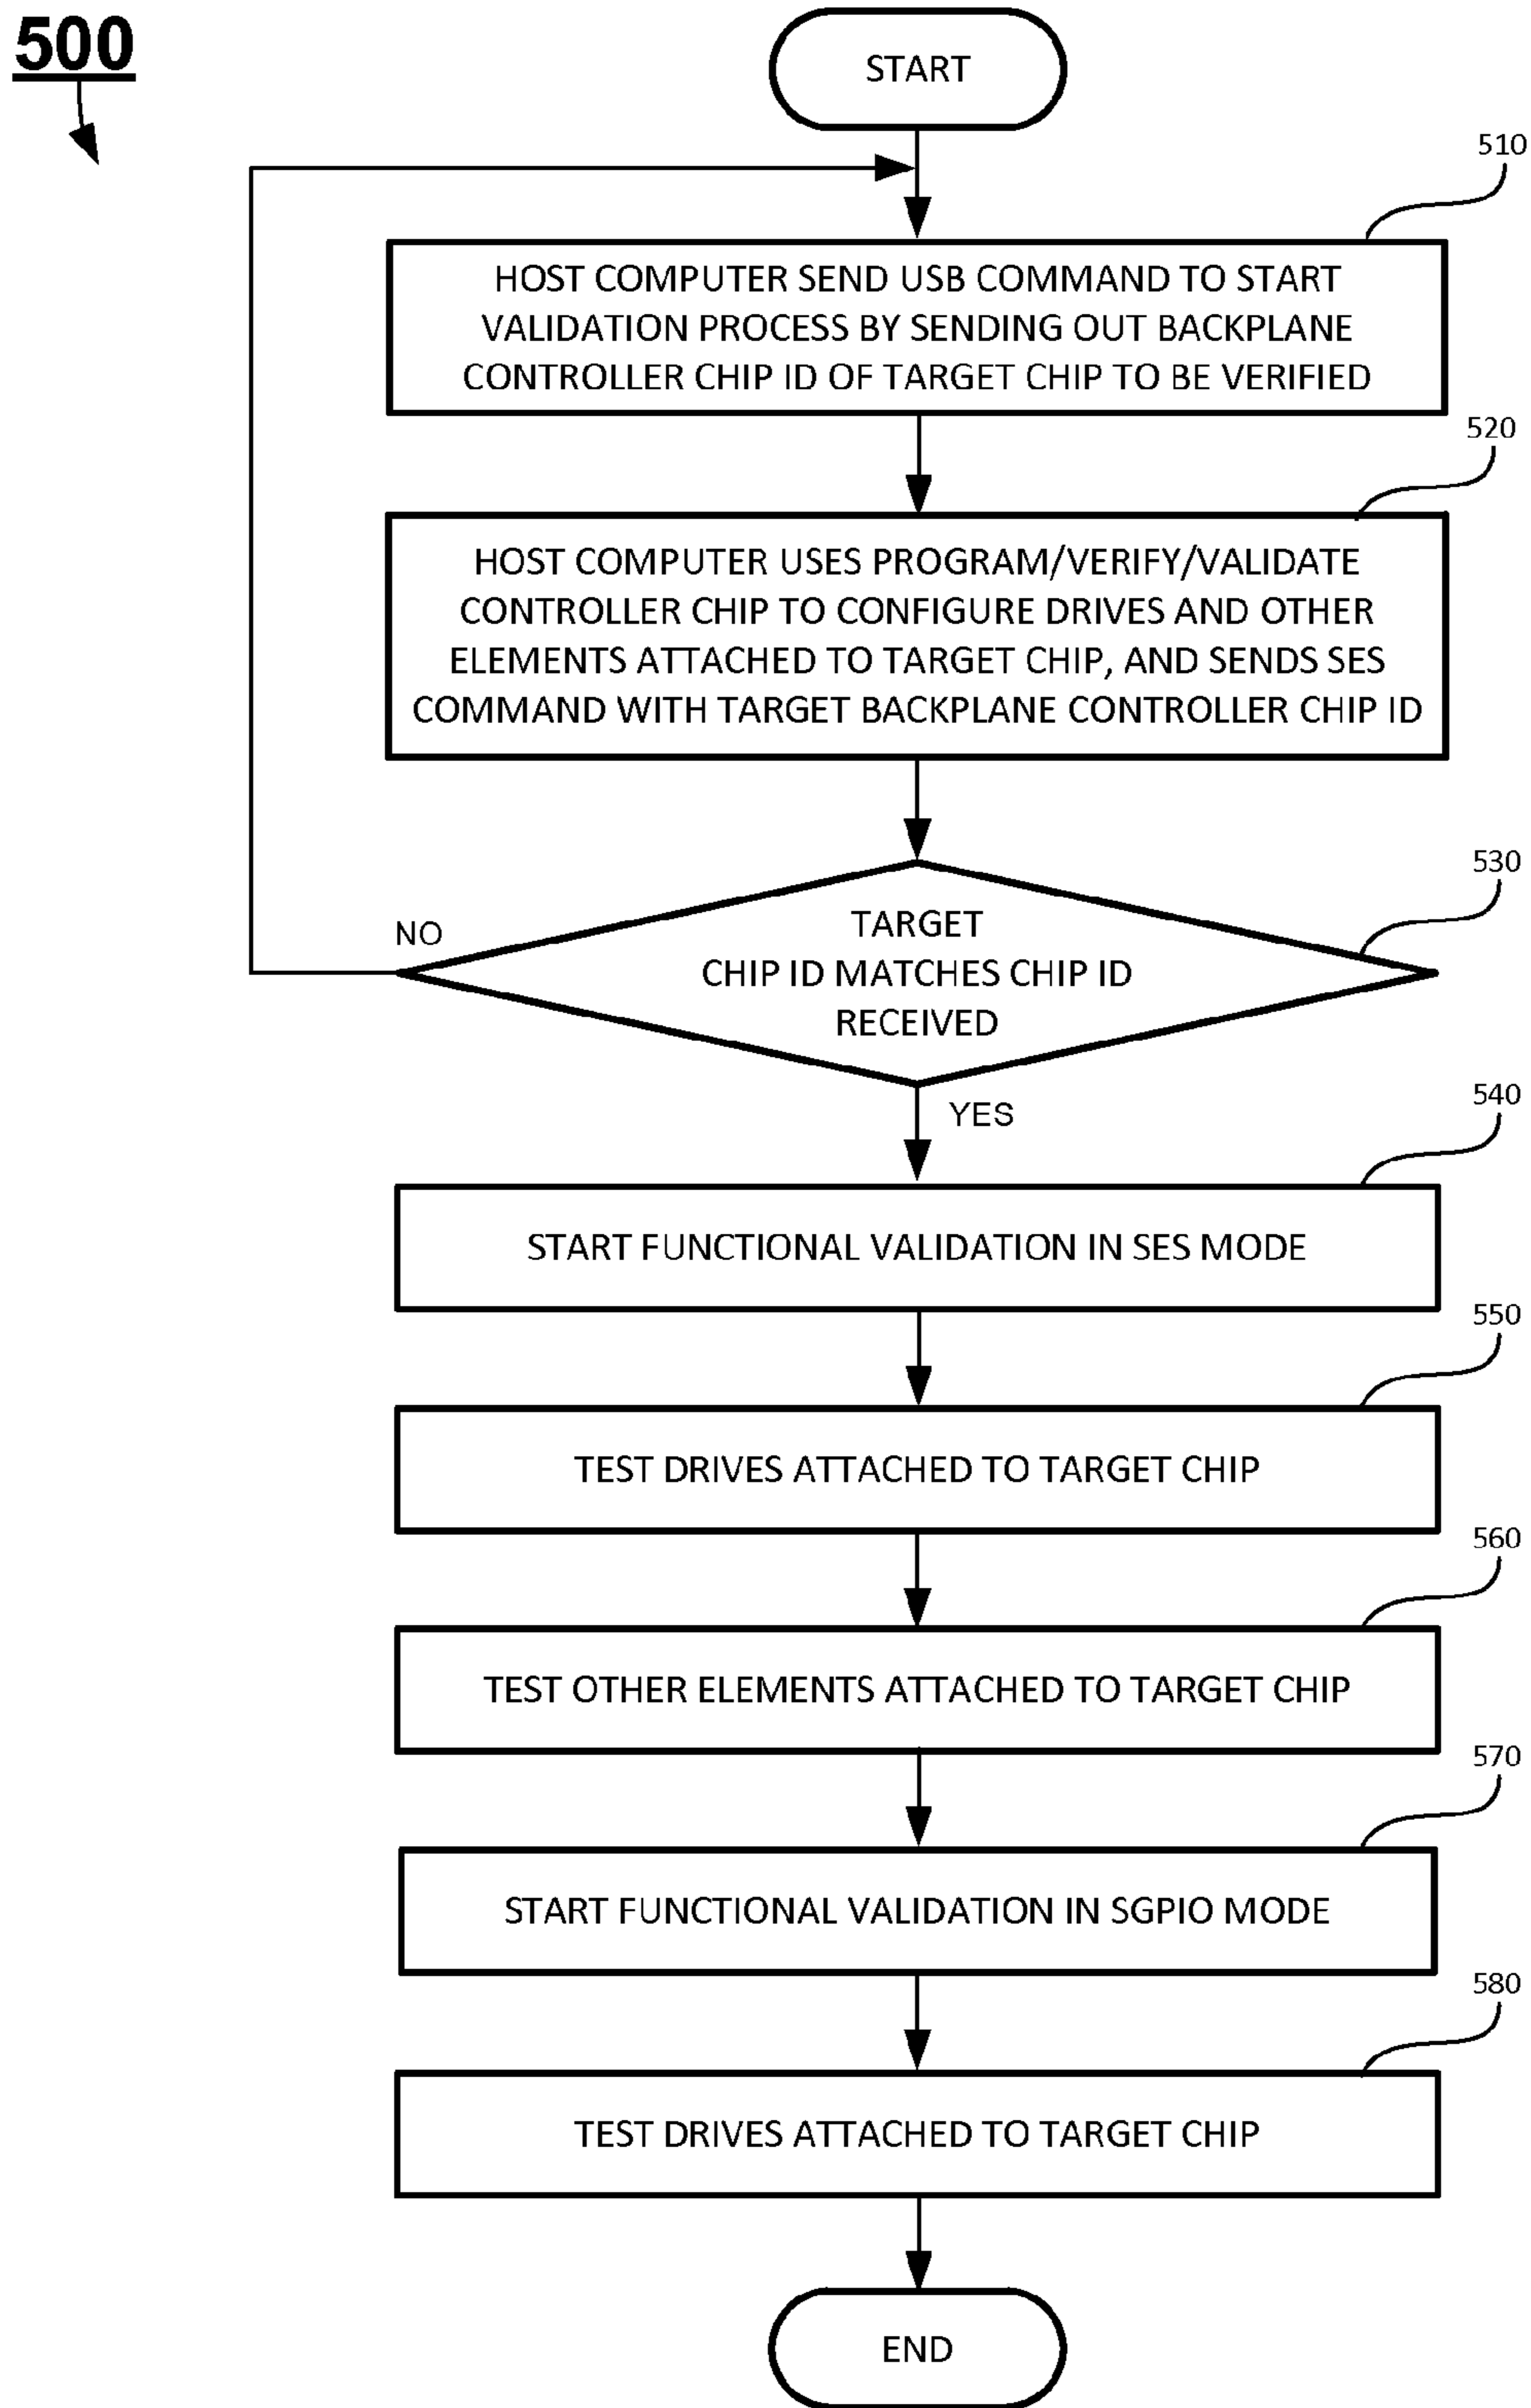 500
START
510
HOST COMPUTER SEND USB COMMAND TO START
VALIDATION PROCESS BY SENDING OUT BACKPLANE
CONTROLLER CHIP ID OF TARGET CHIP TO BE VERIFIED
520
HOST COMPUTER USES PROGRAM/VERIFY/VALIDATE
CONTROLLER CHIP TO CONFIGURE DRIVES AND OTHER
ELEMENTS ATTACHED TO TARGET CHIP, AND SENDS SES
COMMAND WITH TARGET BACKPLANE CONTROLLER CHIP ID
530
NO
TARGET
CHIP ID MATCHES CHIP ID
RECEIVED
YES
540
START FUNCTIONAL VALIDATION IN SES MODE
550
TEST DRIVES ATTACHED TO TARGET CHIP
560
TEST OTHER ELEMENTS ATTACHED TO TARGET CHIP
570
START FUNCTIONAL VALIDATION IN SGPIO MODE
580
TEST DRIVES ATTACHED TO TARGET CHIP
END